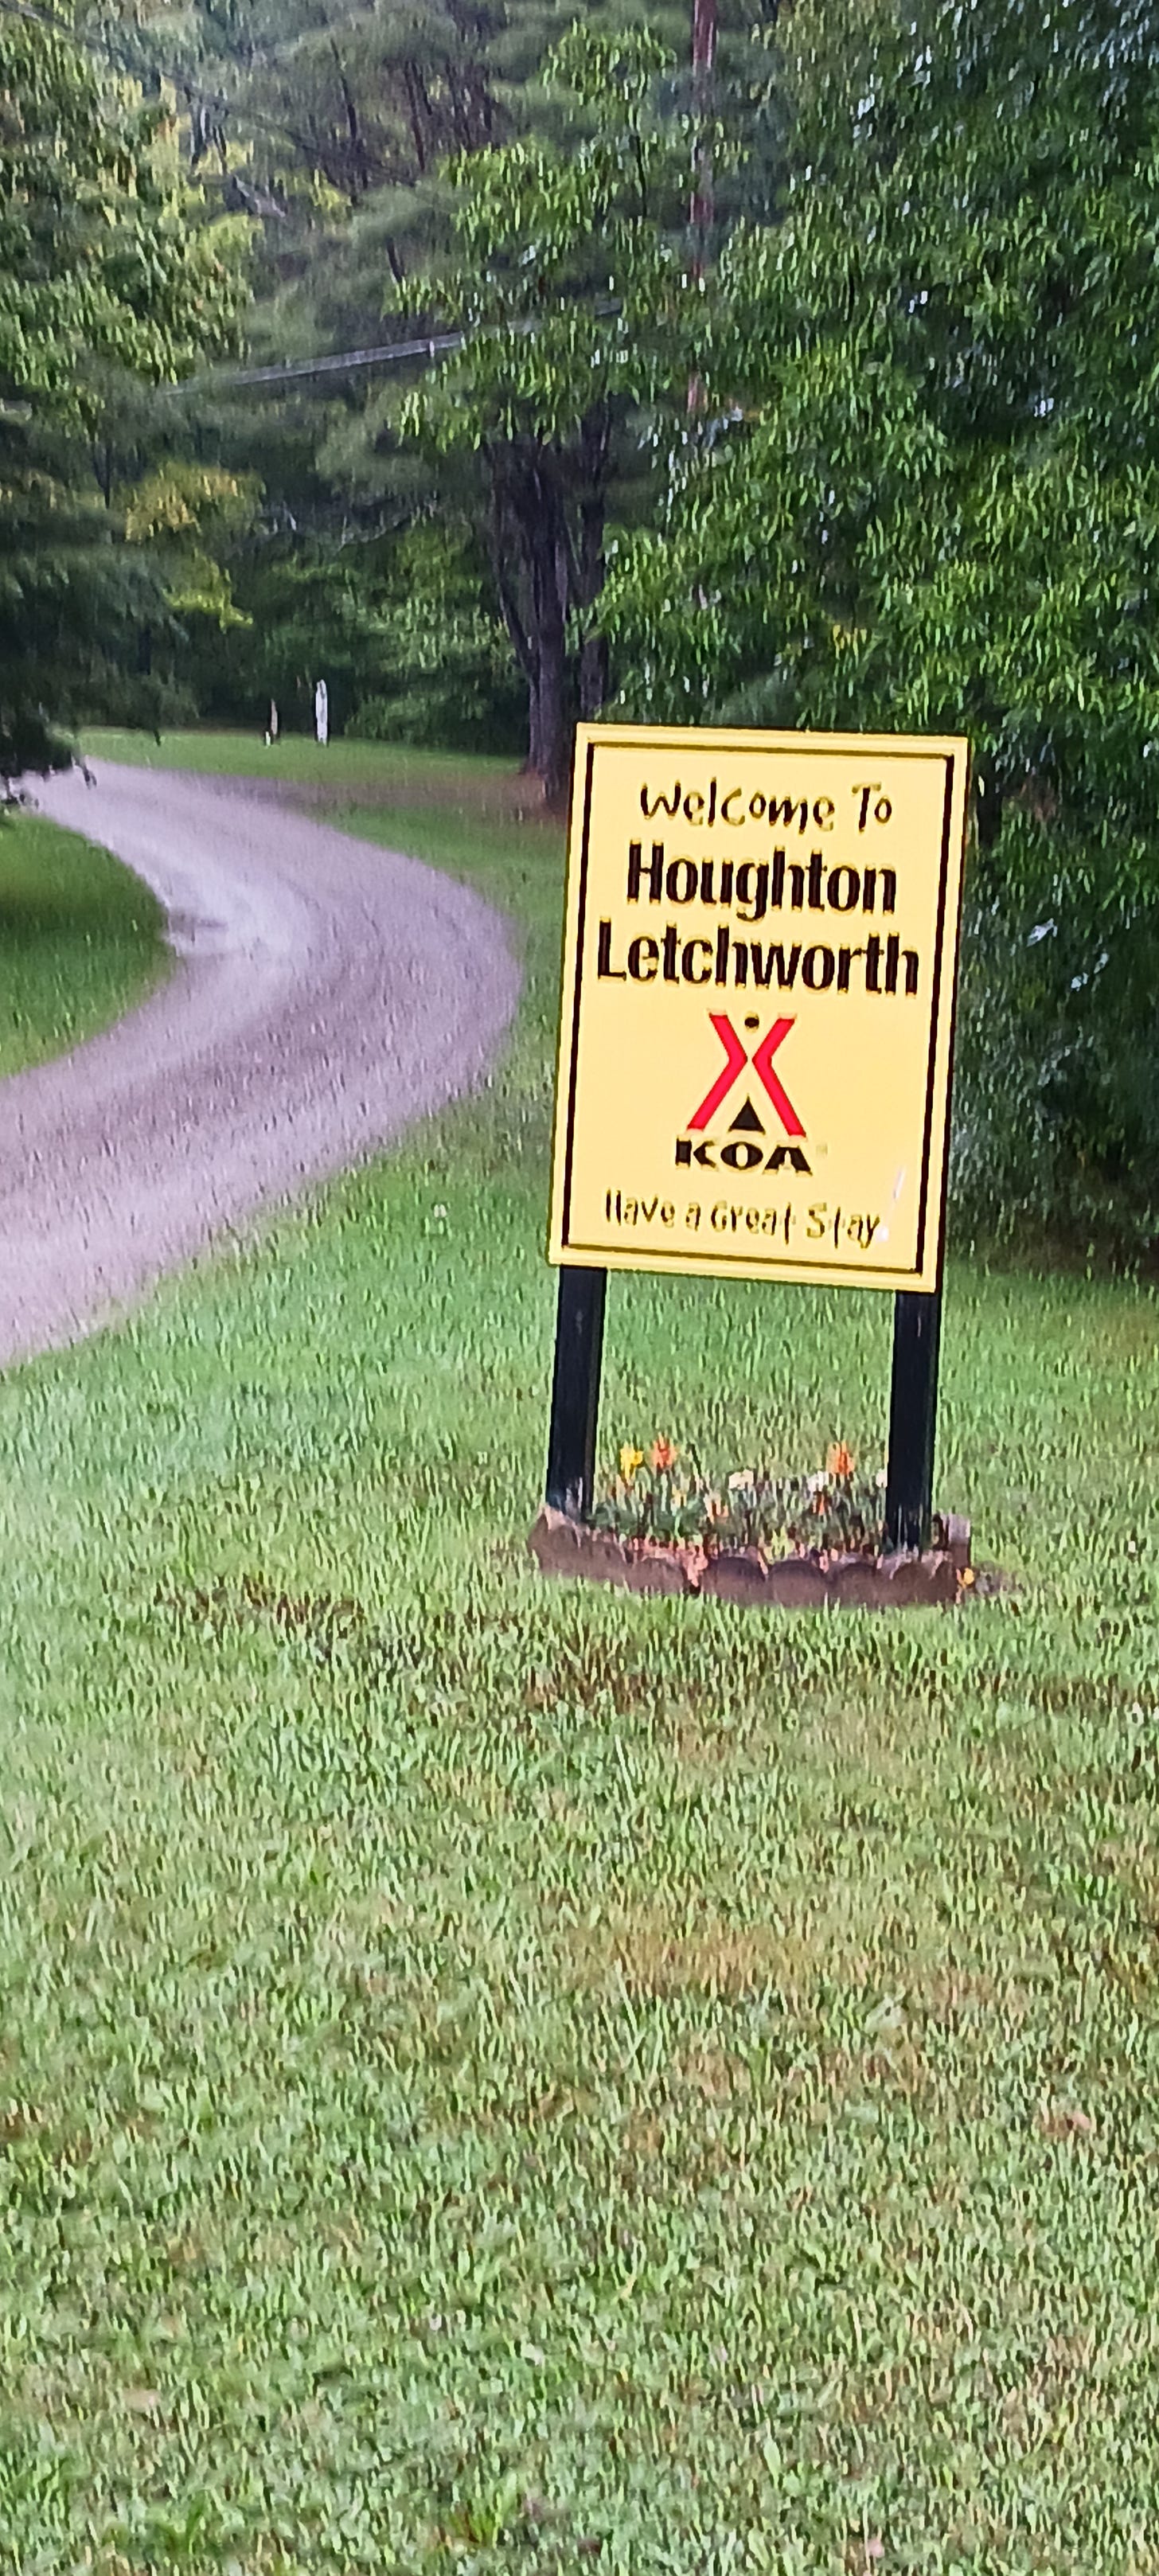 Welcome To
Houghton
Letchworth
KOA
Have a Great Stay